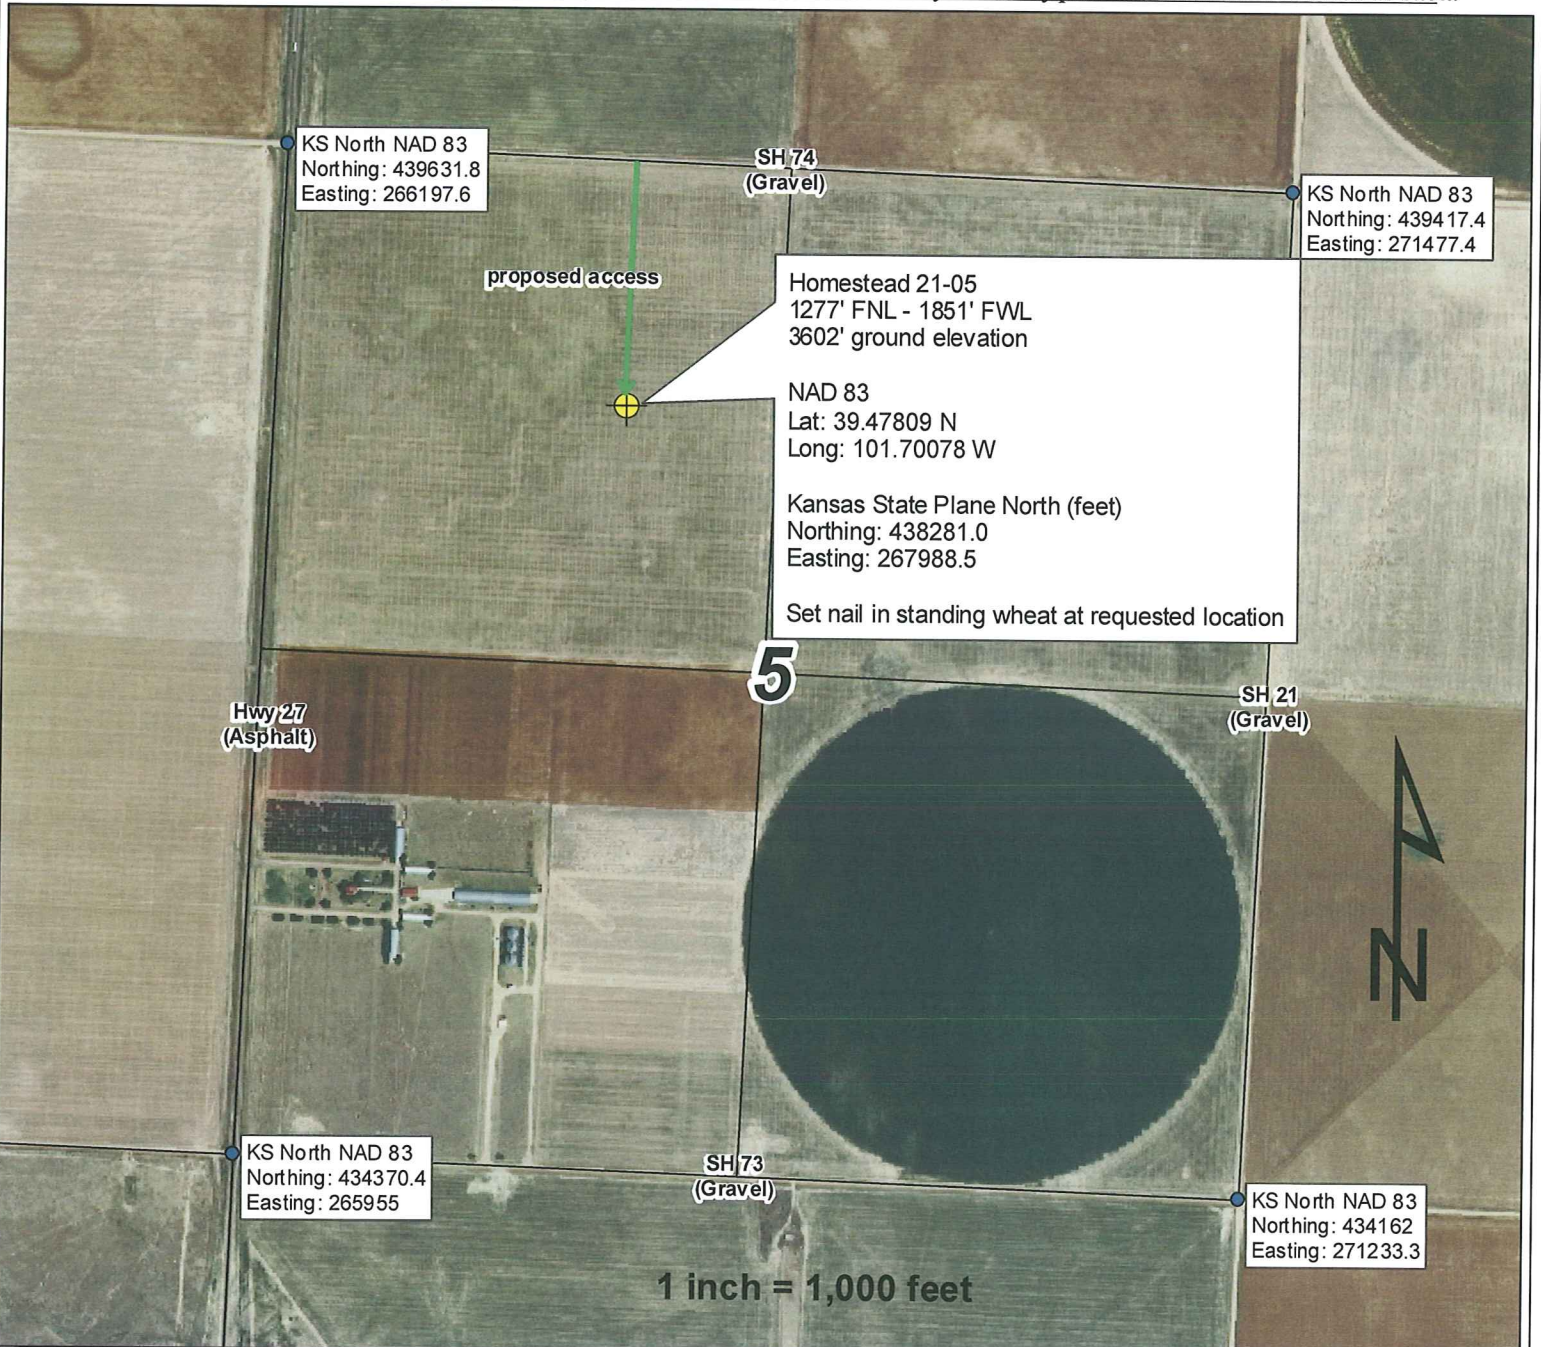 KS North NAD 83
Northing: 439631.8
Easting: 266197.6
SH 74
(Gravel)
KS North NAD 83
Northing: 439417.4
Easting: 271477.4
proposed access
Homestead 21-05
1277' FNL - 1851' FWL
3602' ground elevation
NAD 83
Lat: 39.47809 N
Long: 101.70078 W
Kansas State Plane North (feet)
Northing: 438281.0
Easting: 267988.5
Set nail in standing wheat at requested location
5
Hwy 27
(Asphalt)
SH 21
(Gravel)
N
KS North NAD 83
Northing: 434370.4
Easting: 265955
SH 73
(Gravel)
KS North NAD 83
Northing: 434162
Easting: 271233.3
1 inch = 1,000 feet